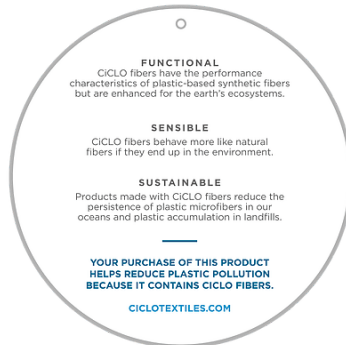 FUNCTIONAL
CiCLO fibers have the performance
characteristics of plastic-based synthetic fibers
but are enhanced for the earth's ecosystems.
SENSIBLE
CiCLO fibers behave more like natural
fibers if they end up in the environment.
SUSTAINABLE
Products made with CiCLO fibers reduce the
persistence of plastic microfibers in our
oceans and plastic accumulation in landfills.
YOUR PURCHASE OF THIS PRODUCT
HELPS REDUCE PLASTIC POLLUTION
BECAUSE IT CONTAINS CICLO FIBERS.
CICLOTEXTILES.COM